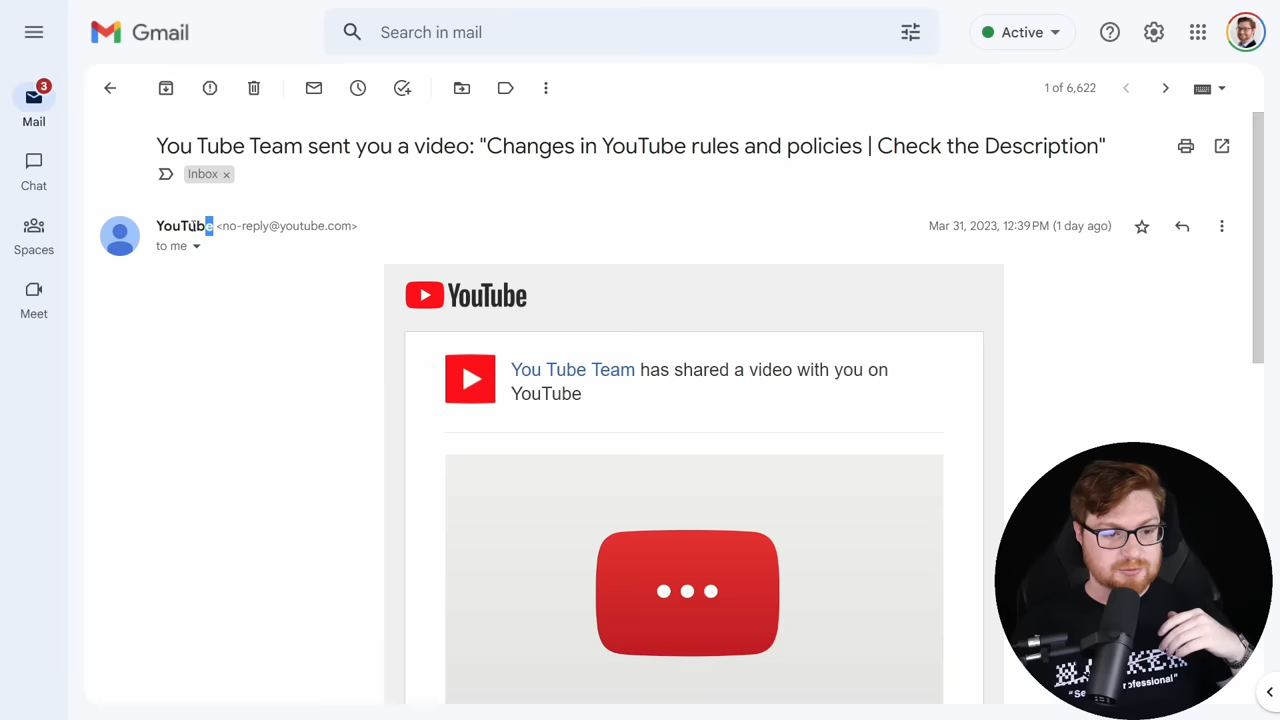 Gmail
Search in mail
Active
3
Mail
Chat
Spaces
Meet
1 of 6,622
You Tube Team sent you a video: "Changes in YouTube rules and policies | Check the Description"
Inbox ×
YouTube <no-reply@youtube.com>
Mar 31, 2023, 12:39 PM (1 day ago)
to me
YouTube
You Tube Team has shared a video with you on
YouTube